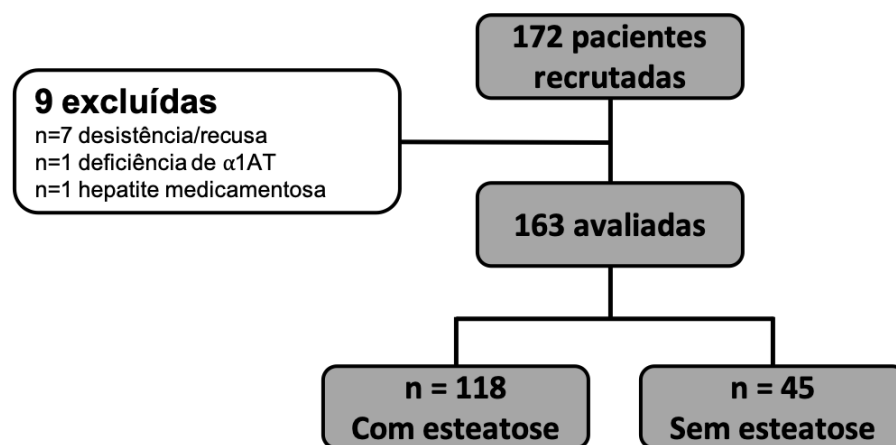 172 pacientes
recrutadas
9 excluídas
n=7 desistência/recusa
n=1 deficiência de α1AT
n=1 hepatite medicamentosa
163 avaliadas
n = 118
Com esteatose
n = 45
Sem esteatose